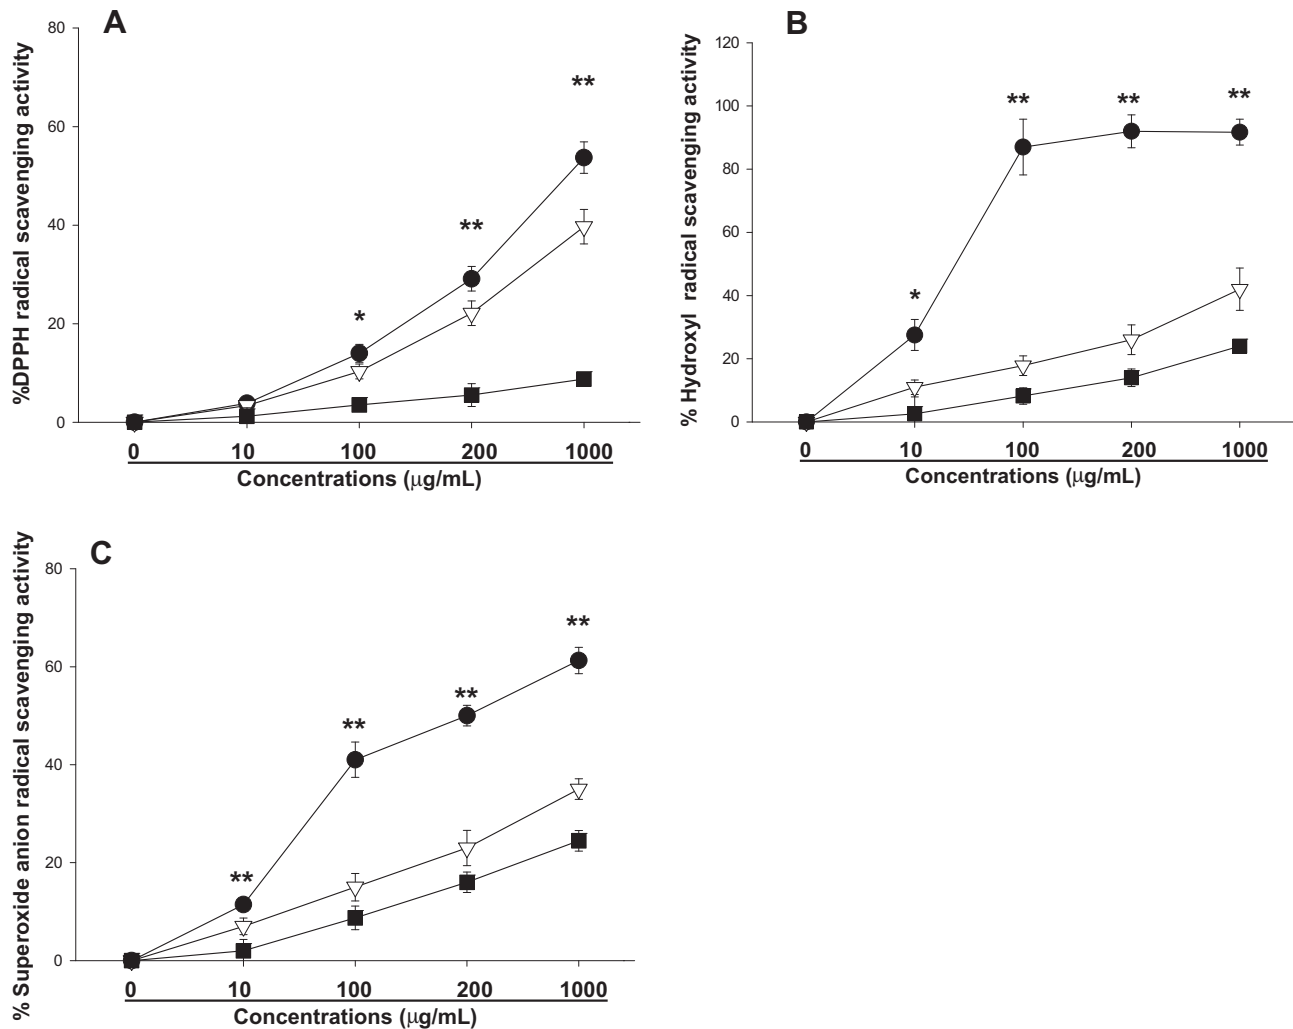 A
%DPPH radical scavenging activity
80
60
40
20
0
**
**
*
0 10 100 200 1000
Concentrations (μg/mL)
B
% Hydroxyl radical scavenging activity
120
100
80
60
40
20
0
** ** **
*
0 10 100 200 1000
Concentrations (μg/mL)
C
% Superoxide anion radical scavenging activity
80
60
40
20
0
**
**
**
**
0 10 100 200 1000
Concentrations (μg/mL)